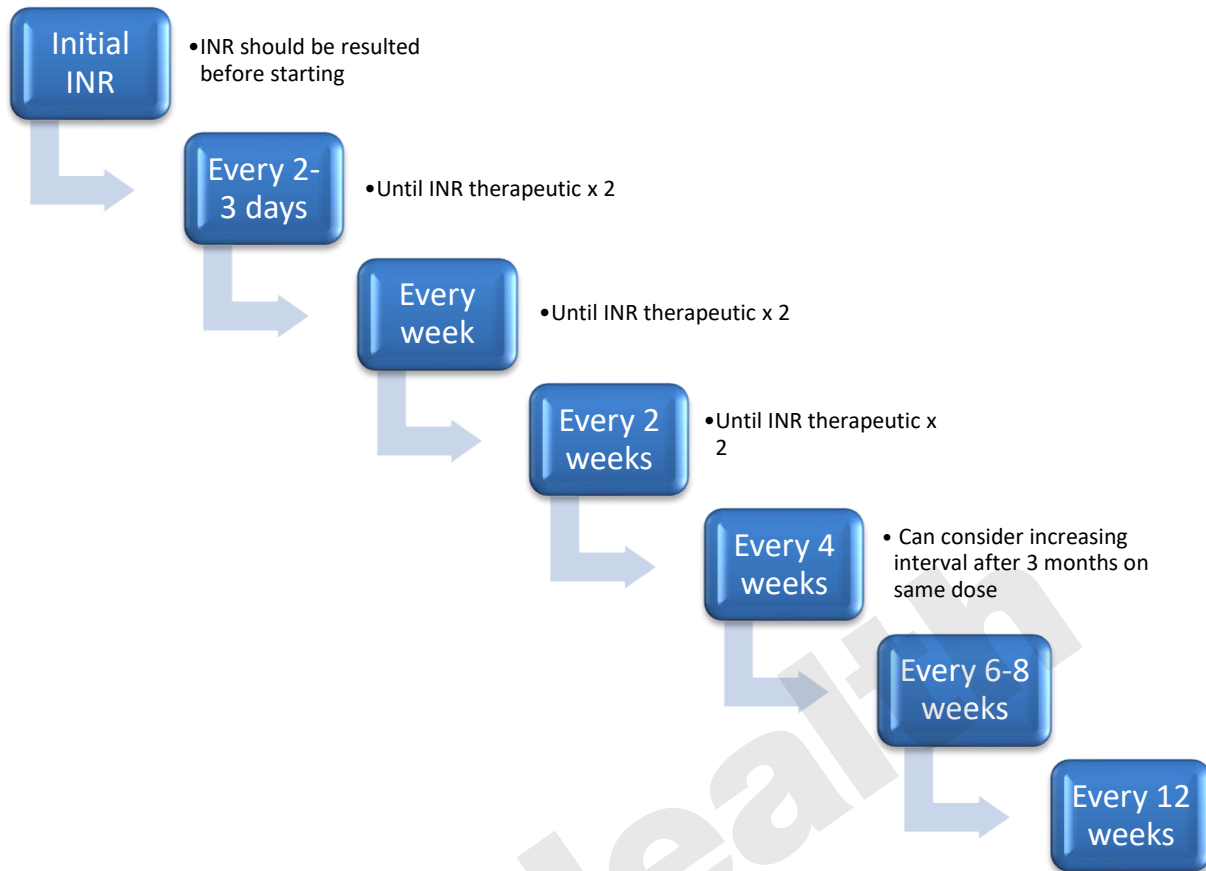 Initial
INR
•INR should be resulted
before starting
Every 2-
3 days
•Until INR therapeutic x 2
Every
week
•Until INR therapeutic x 2
Every 2
weeks
•Until INR therapeutic x
2
Every 4
weeks
• Can consider increasing
interval after 3 months on
same dose
Every 6-8
weeks
Every 12
weeks